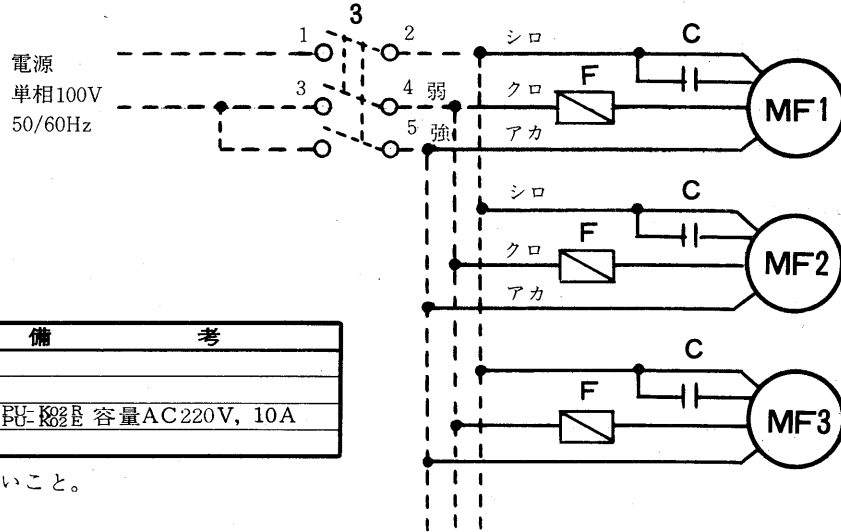 3
1 2
電源
単相100V
50/60Hz
3 4 弱
5 強
シロ C
クロ F
アカ
MF1
シロ C
クロ F
アカ
MF2
C
F
MF3
備 考
PU-K02R
PU-K02E 容量AC220V, 10A
いこと。